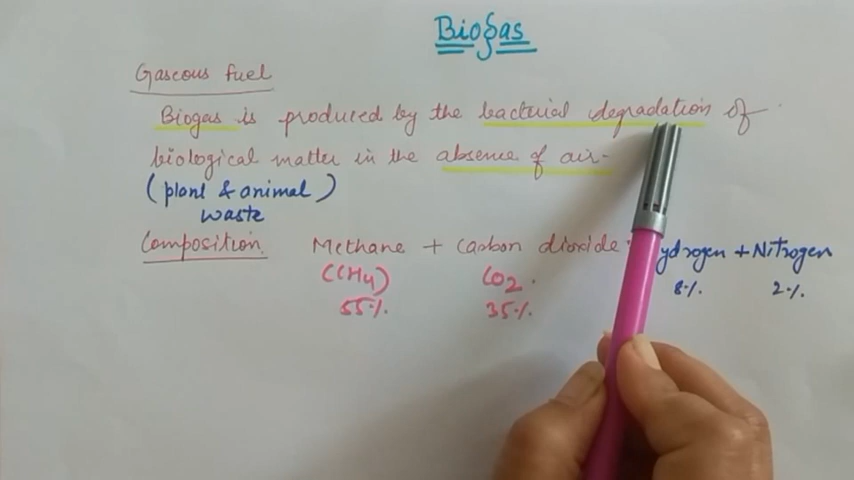 Biogas
Gaseous fuel
Biogas is produced by the bacterial degradation of
biological matter in the absence of air.
(plant & animal)
waste
Composition Methane + Carbon dioxide + ydrogen + Nitrogen
(CH4) CO2. 8% 2%
55% 35%